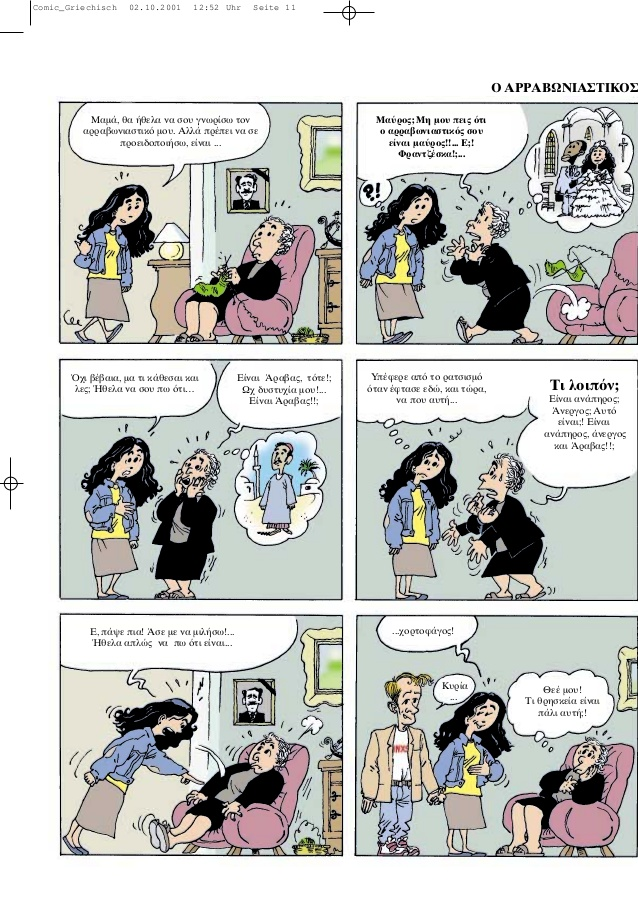 Comic_Griechisch 02.10.2001 12:52 Uhr Seite 11
Ο ΑΡΡΑΒΩΝΙΑΣΤΙΚΟΣ
Μαμά, θα ήθελα να σου γνωρίσω τον
αρραβωνιαστικό μου. Αλλά πρέπει να σε
προειδοποιήσω, είναι ...
Μαύρος; Μη μου πεις ότι
ο αρραβωνιαστικός σου
είναι μαύρος!!... Ε;!
Φραντζέσκα!;...
?!
Όχι βέβαια, μα τι κάθεσαι και
λες; Ήθελα να σου πω ότι...
Είναι Άραβας, τότε!;
Ωχ δυστυχία μου!...
Είναι Άραβας!!;
Υπέφερε από το ρατσισμό
όταν έφτασε εδώ, και τώρα,
να που αυτή...
Τι λοιπόν;
Είναι ανάπηρος;
Άνεργος; Αυτό
είναι;! Είναι
ανάπηρος, άνεργος
και Άραβας!!;
Ε, πάψε πια! Άσε με να μιλήσω!...
Ήθελα απλώς να πω ότι είναι...
...χορτοφάγος!
Κυρία
...
Θεέ μου!
Τι θρησκεία είναι
πάλι αυτή;!